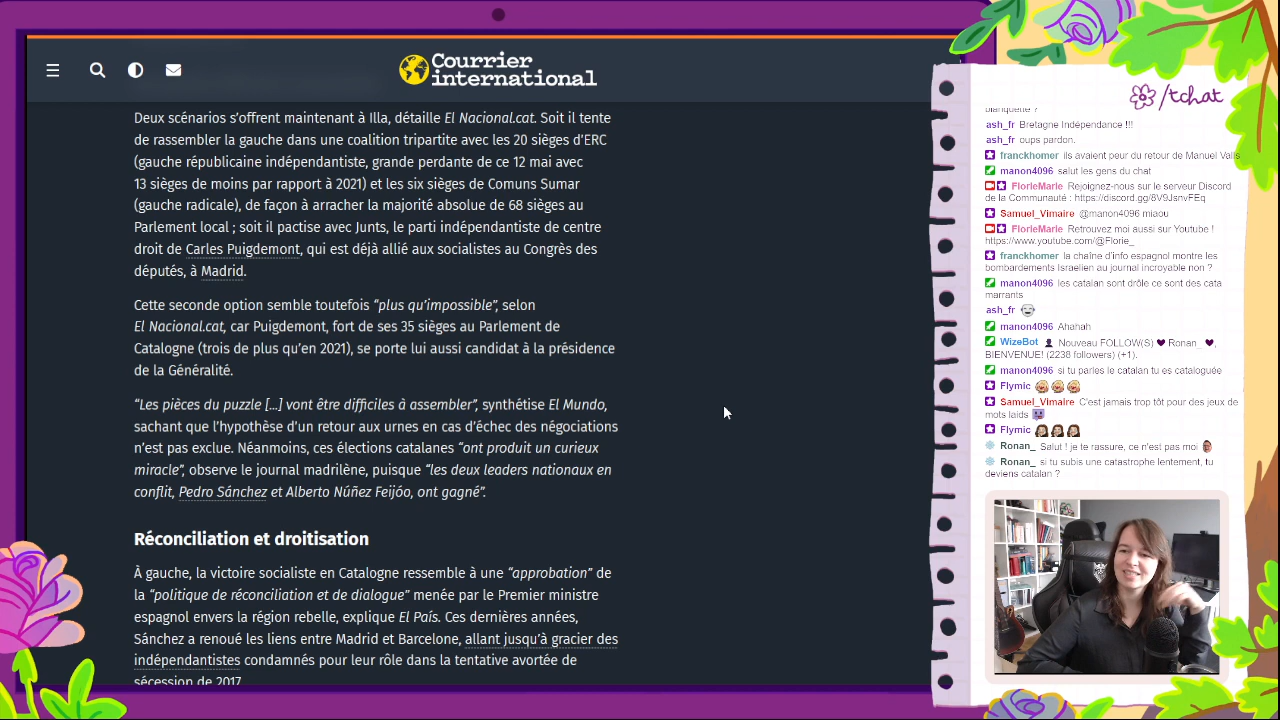 Courrier
international
Deux scénarios s'offrent maintenant à Illa, détaille El Nacional.cat. Soit il tente
de rassembler la gauche dans une coalition tripartite avec les 20 sièges d'ERC
(gauche républicaine indépendantiste, grande perdante de ce 12 mai avec
13 sièges de moins par rapport à 2021) et les six sièges de Comuns Sumar
(gauche radicale), de façon à arracher la majorité absolue de 68 sièges au
Parlement local ; soit il pactise avec Junts, le parti indépendantiste de centre
droit de Carles Puigdemont, qui est déjà allié aux socialistes au Congrès des
députés, à Madrid.
Cette seconde option semble toutefois “plus qu'impossible”, selon
El Nacional.cat, car Puigdemont, fort de ses 35 sièges au Parlement de
Catalogne (trois de plus qu'en 2021), se porte lui aussi candidat à la présidence
de la Généralité.
“Les pièces du puzzle […] vont être difficiles à assembler”, synthétise El Mundo,
sachant que l'hypothèse d'un retour aux urnes en cas d'échec des négociations
n'est pas exclue. Néanmoins, les élections catalanes “ont produit un curieux
miracle”, observe le journal madrilène, puisque “les deux leaders nationaux en
conflit, Pedro Sánchez et Alberto Núñez Feijóo, ont gagné”.
Réconciliation et droitisation
À gauche, la victoire socialiste en Catalogne ressemble à une “approbation” de
la “politique de réconciliation et de dialogue” menée par le Premier ministre
espagnol envers la région rebelle, explique El País. Ces dernières années,
Sánchez a renoué les liens entre Madrid et Barcelone, allant jusqu'à gracier des
indépendantistes condamnés pour leur rôle dans la tentative avortée de
sécession de 2017.
/tchat
blanquette ?
ash_fr Bretagne Indépendance !!!
ash_fr oups pardon.
franckhomer ils avaient peur du retour de Manuel Valls
manon4096 salut les gens du chat
FlorieMarie Rejoignez-nous sur le serveur Discord
de la Communauté : https://discord.gg/8V9JsnvFEq
Samuel_Vimaire @manon4096 miaou
FlorieMarie Retrouvez moi aussi sur Youtube !
https://www.youtube.com/@Florie_
franckhomer la chaîne d'info espagnol montre les
bombardements Israelien au journal incroyable non ?
manon4096 les catalan sont drôle ce sont des cata
marrants
ash_fr
manon4096 Ahanah
WizeBot Nouveau FOLLOW(S) Ronan_ ,
BIENVENUE! (2238 followers) (+1).
manon4096 si tu parles le catalan tu es cataloguée
Flymic
Samuel_Vimaire C'est jamais trop tôt pour des jeux de
mots laids
Flymic
Ronan_ Salut ! je te rassure, ce n'est pas moi
Ronan_ si tu subis une catastrophe lentement, tu
deviens catalan ?